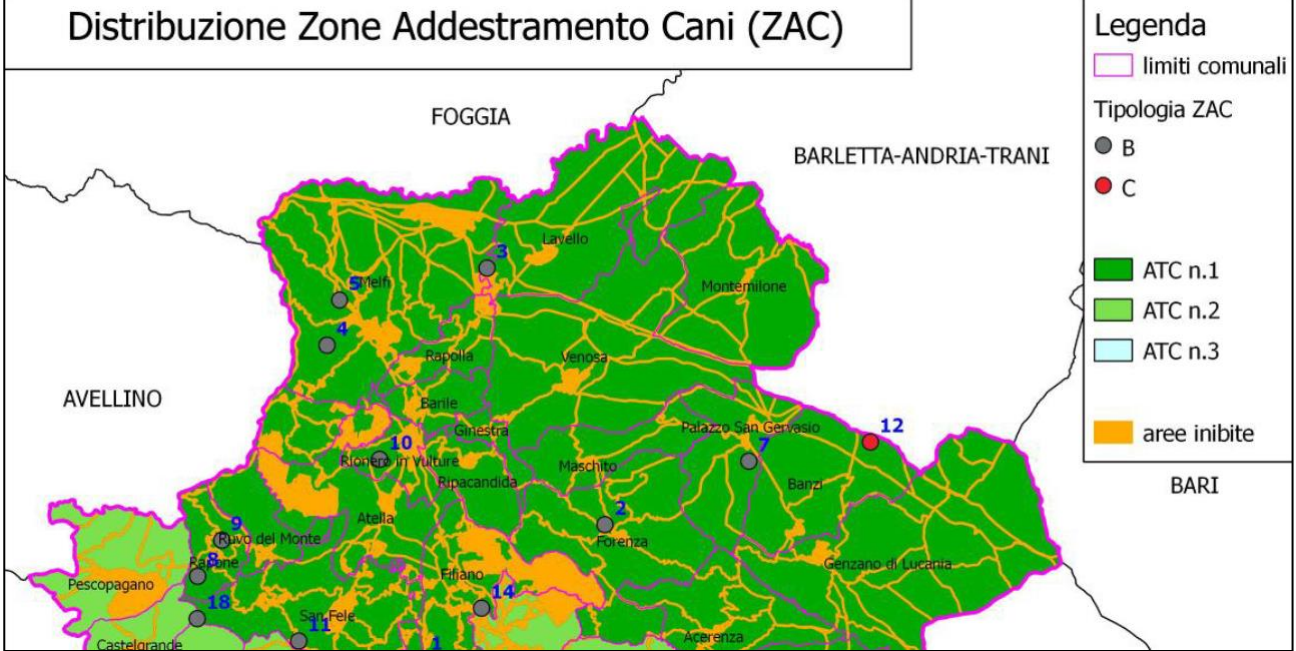 Distribuzione Zone Addestramento Cani (ZAC)
Legenda
limiti comunali
Tipologia ZAC
B
C
ATC n.1
ATC n.2
ATC n.3
aree inibite
FOGGIA
BARLETTA-ANDRIA-TRANI
AVELLINO
BARI
3
Lavello
5
Melfi
Montemilone
4
Rapolla
Venosa
Barile
12
Palazzo San Gervasio
Ginestra
10
7
Rionero in Vulture
Maschito
Ripacandida
Banzi
2
Atella
9
Ruvo del Monte
Forenza
8
Rapone
Genzano di Lucania
Filiano
Pescopagano
14
18
San Fele
11
Acerenza
Castelgrande
1